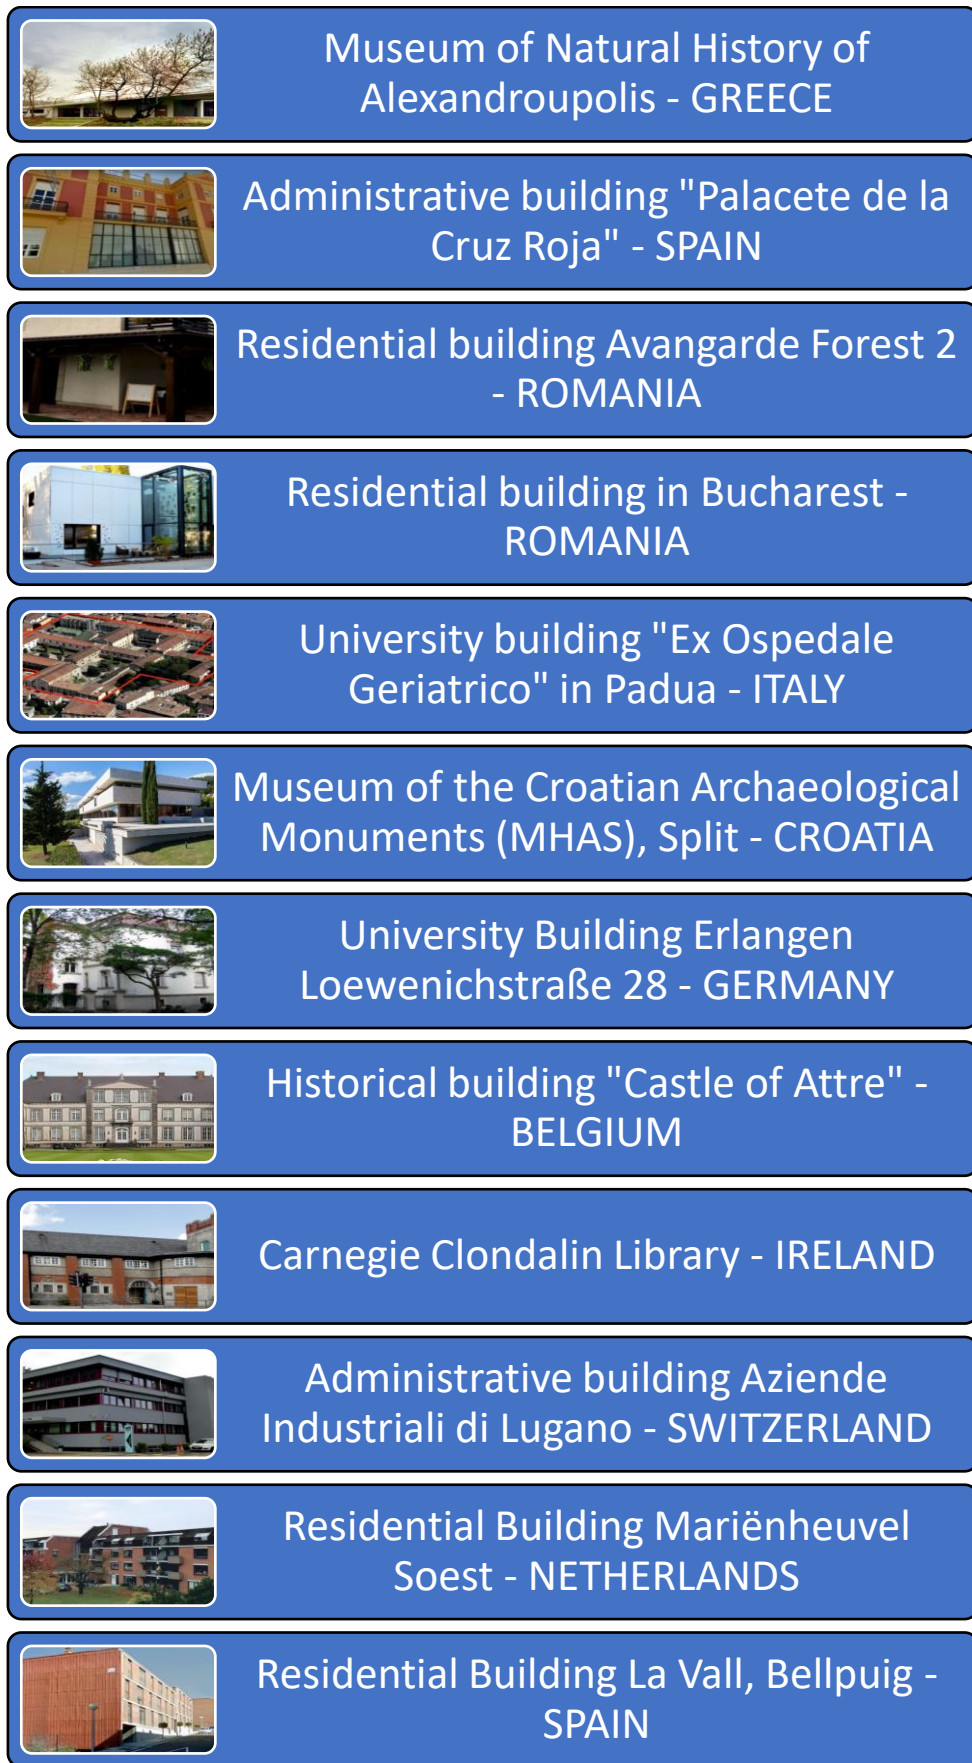 Museum of Natural History of
Alexandroupolis - GREECE
Administrative building "Palacete de la
Cruz Roja" - SPAIN
Residential building Avangarde Forest 2
- ROMANIA
Residential building in Bucharest -
ROMANIA
University building "Ex Ospedale
Geriatrico" in Padua - ITALY
Museum of the Croatian Archaeological
Monuments (MHAS), Split - CROATIA
University Building Erlangen
Loewenichstraße 28 - GERMANY
Historical building "Castle of Attre" -
BELGIUM
Carnegie Clondalin Library - IRELAND
Administrative building Aziende
Industriali di Lugano - SWITZERLAND
Residential Building Mariënheuvel
Soest - NETHERLANDS
Residential Building La Vall, Bellpuig -
SPAIN